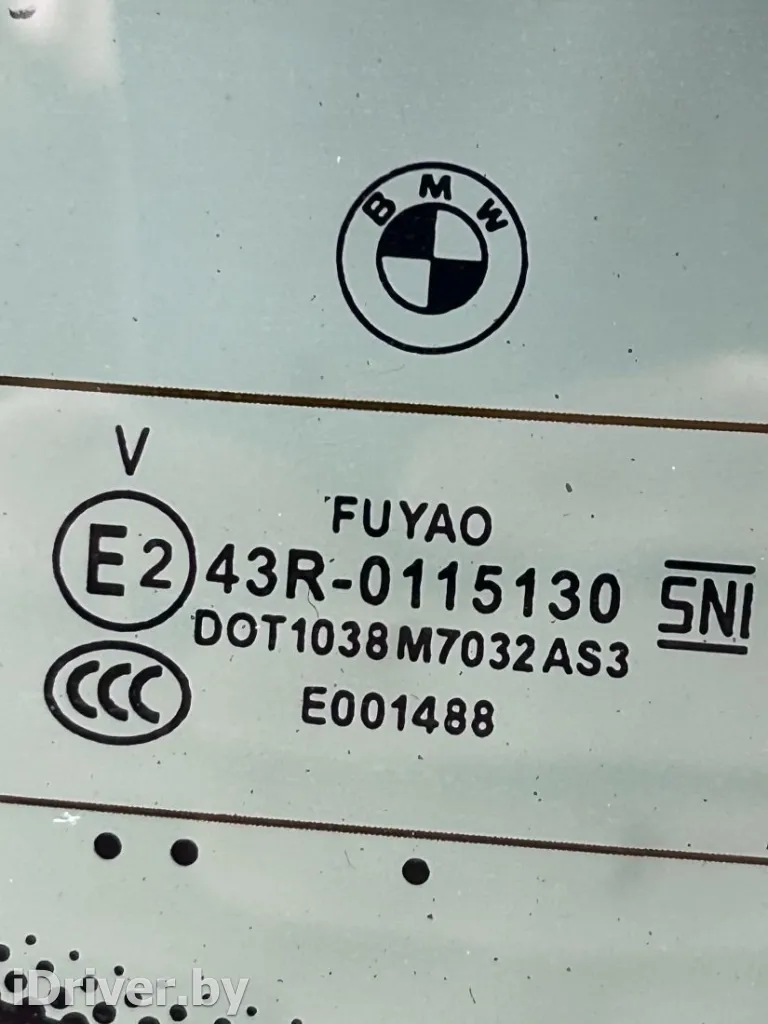 BMW
V
FUYAO
E2 43R-0115130 SNI
DOT1038 M7032 AS3
CCC
E001488
iDriver.by